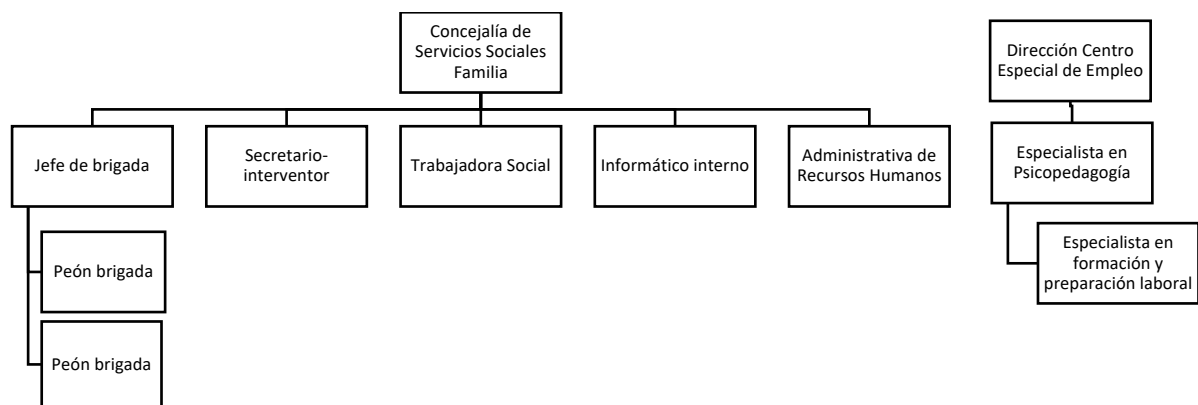 Concejalía de
Servicios Sociales
Familia
Dirección Centro
Especial de Empleo
Jefe de brigada
Secretario-
interventor
Trabajadora Social
Informático interno
Administrativa de
Recursos Humanos
Especialista en
Psicopedagogía
Peón brigada
Especialista en
formación y
preparación laboral
Peón brigada